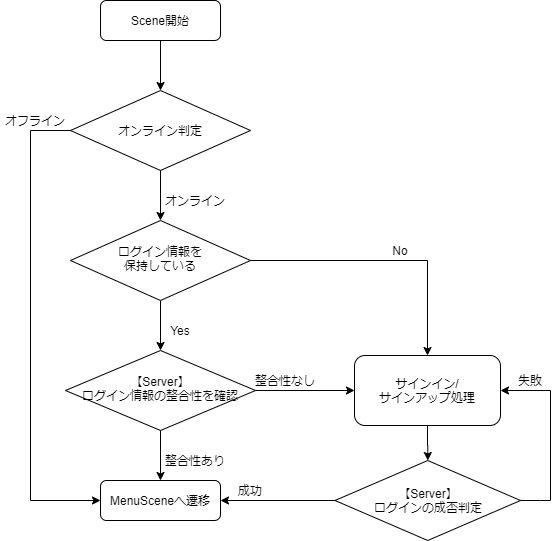 Scene開始
オフライン
オンライン判定
オンライン
ログイン情報を
保持している
No
Yes
【Server】
ログイン情報の整合性を確認
整合性なし
サインイン/
サインアップ処理
失敗
整合性あり
MenuSceneへ遷移
成功
【Server】
ログインの成否判定